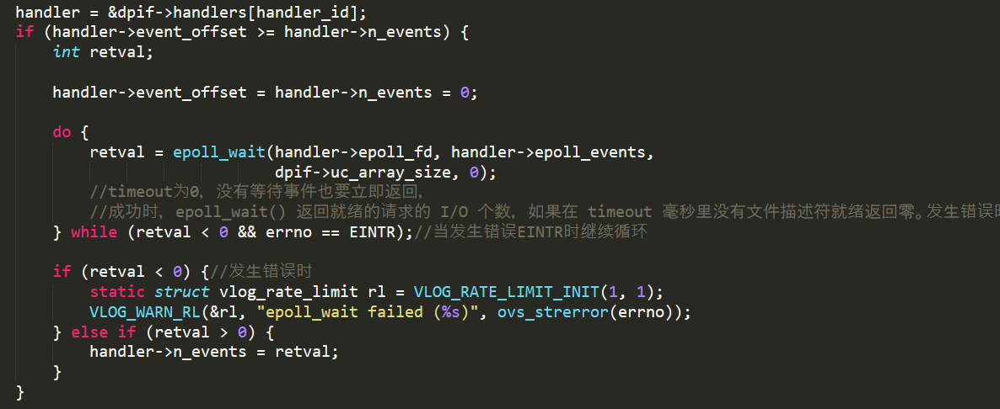 handler = &dpif->handlers[handler_id];
if (handler->event_offset >= handler->n_events) {
int retval;
handler->event_offset = handler->n_events = 0;
do {
retval = epoll_wait(handler->epoll_fd, handler->epoll_events,
dpif->uc_array_size, 0);
//timeout为0，没有等待事件也要立即返回，
//成功时，epoll_wait() 返回就绪的请求的 I/O 个数，如果在 timeout 毫秒里没有文件描述符就绪返回零。发生错误时
} while (retval < 0 && errno == EINTR);//当发生错误EINTR时继续循环
if (retval < 0) {//发生错误时
static struct vlog_rate_limit rl = VLOG_RATE_LIMIT_INIT(1, 1);
VLOG_WARN_RL(&rl, "epoll_wait failed (%s)", ovs_strerror(errno));
} else if (retval > 0) {
handler->n_events = retval;
}
}